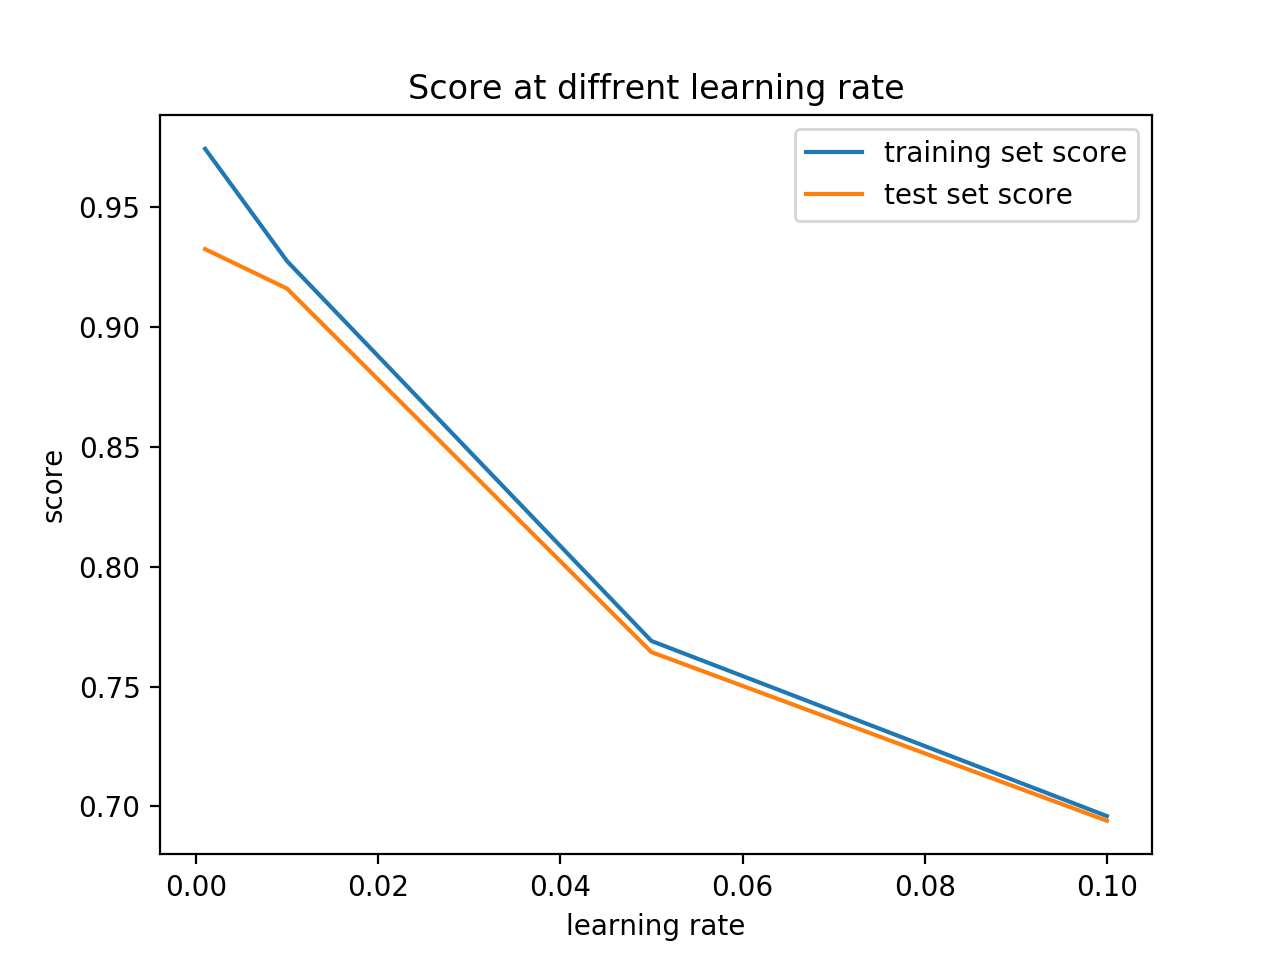 Score at diffrent learning rate
training set score
test set score
0.95
0.90
0.85
0.80
0.75
0.70
score
0.00 0.02 0.04 0.06 0.08 0.10
learning rate